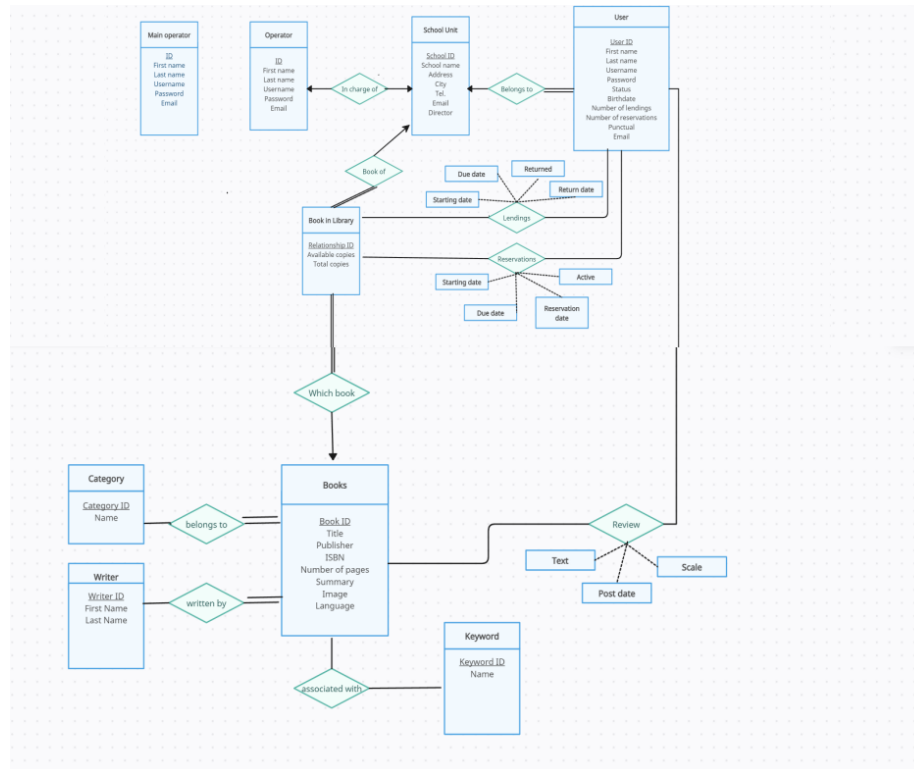 Main operator
ID
First name
Last name
Username
Password
Email
Operator
ID
First name
Last name
Username
Password
Email
In charge of
School Unit
School ID
School name
Address
City
Tel.
Email
Director
Belongs to
User
User ID
First name
Last name
Username
Password
Status
Birthdate
Number of lendings
Number of reservations
Punctual
Email
Book of
Due date
Returned
Return date
Starting date
Lendings
Book in Library
Relationship ID
Available copies
Total copies
Reservations
Starting date
Active
Due date
Reservation
date
Which book
Category
Category ID
Name
belongs to
Books
Book ID
Title
Publisher
ISBN
Number of pages
Summary
Image
Language
Writer
Writer ID
First Name
Last Name
written by
Review
Text
Scale
Post date
Keyword
Keyword ID
Name
associated with